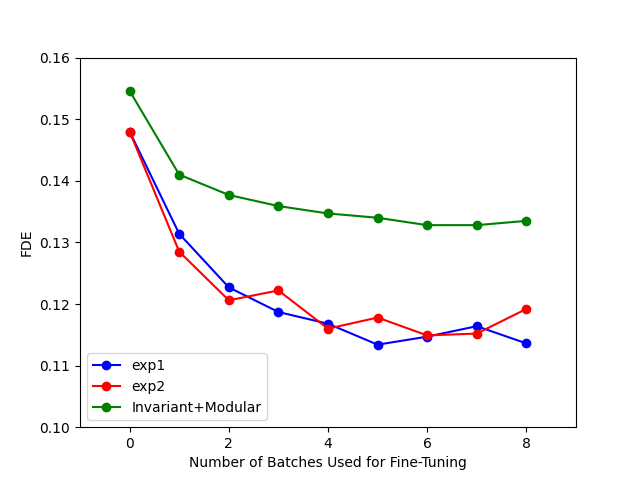 0.16
0.15
0.14
0.13
0.12
0.11
0.10
FDE
exp1
exp2
Invariant+Modular
0 2 4 6 8
Number of Batches Used for Fine-Tuning